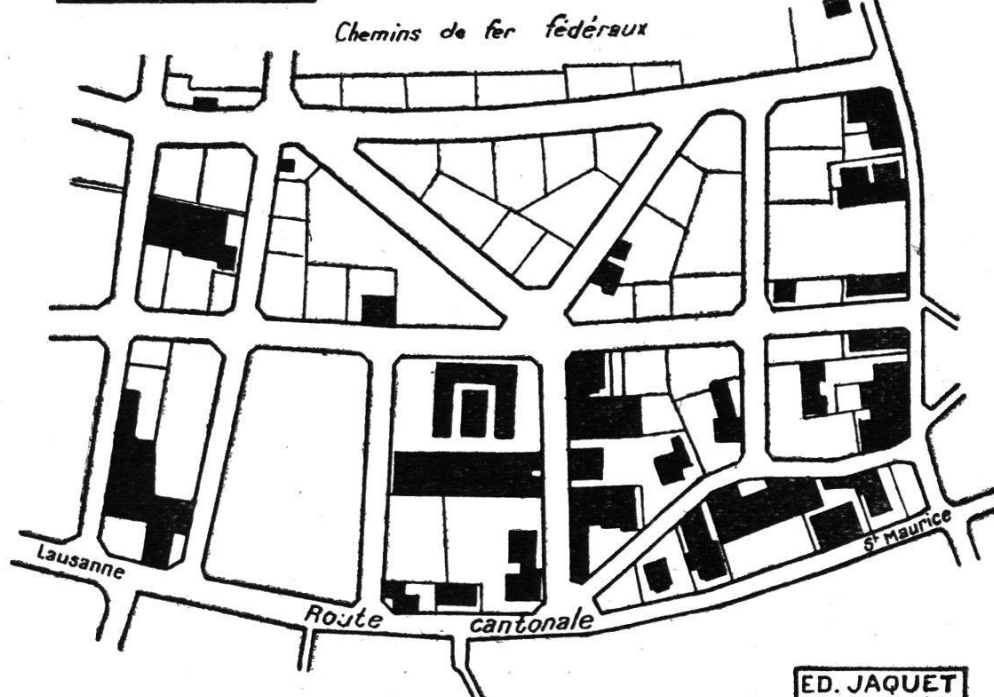 Chemins de fer fédéraux
Lausanne
Route cantonale
St Maurice
ED. JAQUET